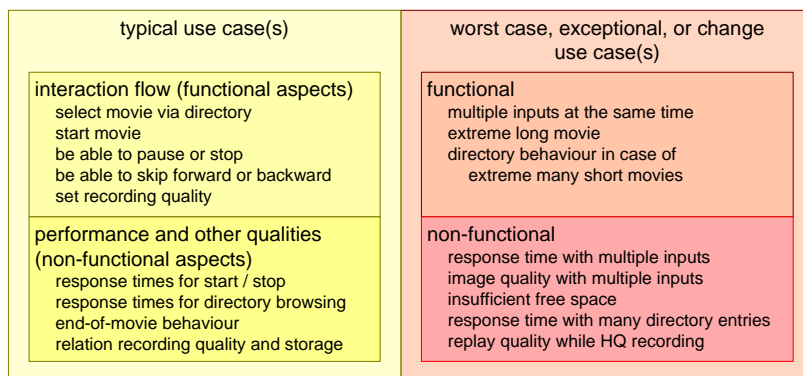 typical use case(s)
interaction flow (functional aspects)
select movie via directory
start movie
be able to pause or stop
be able to skip forward or backward
set recording quality
performance and other qualities
(non-functional aspects)
response times for start / stop
response times for directory browsing
end-of-movie behaviour
relation recording quality and storage
worst case, exceptional, or change
use case(s)
functional
multiple inputs at the same time
extreme long movie
directory behaviour in case of
extreme many short movies
non-functional
response time with multiple inputs
image quality with multiple inputs
insufficient free space
response time with many directory entries
replay quality while HQ recording